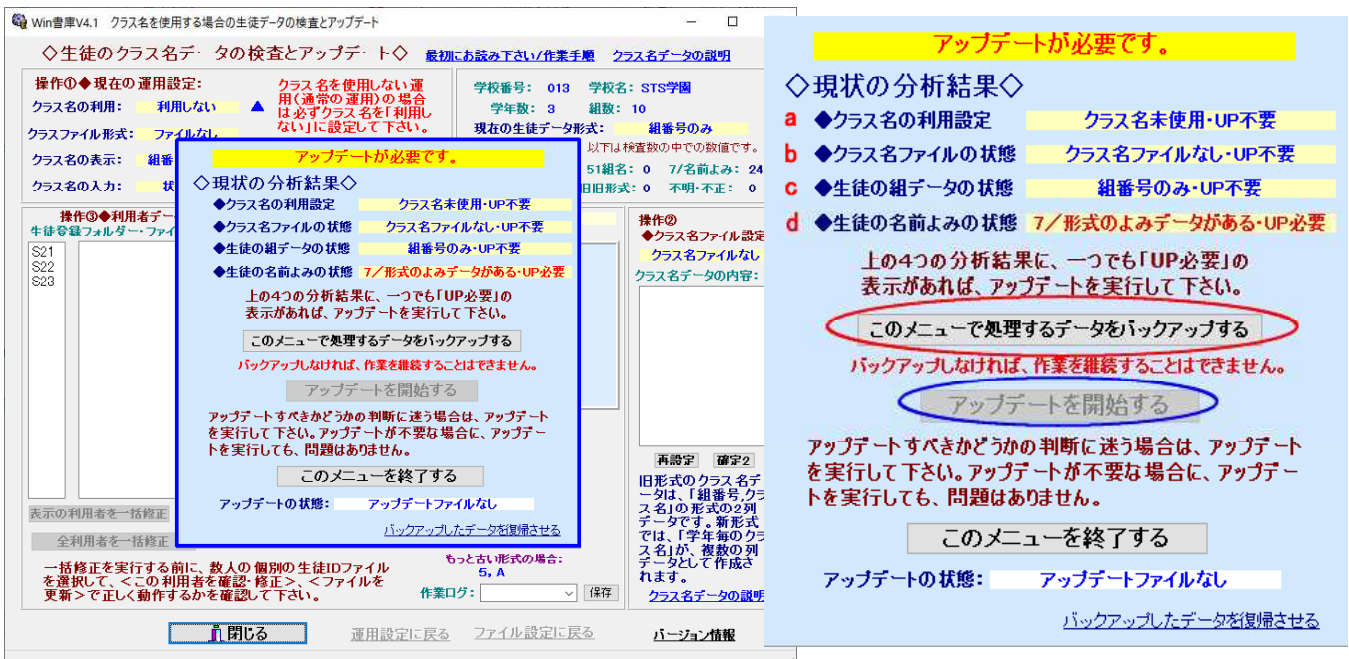 Win書庫V4.1 クラス名を使用する場合の生徒データの検査とアップデート
◇生徒のクラス名デｰタの検査とアップデｰト◇
最初にお読み下さい/作業手順
クラス名データの説明
操作①◆現在の運用設定:
クラス名を使用しない運
用(通常の運用)の場合
は必ずクラス名を「利用し
ない」に設定して下さい。
クラス名の利用: 利用しない ▲
クラスファイル形式: ファイルなし
クラス名の表示: 組番
クラス名の入力: 状
学校番号: 013 学校名: STS学園
学年数: 3 組数: 10
現在の生徒データ形式: 組番号のみ
以下は検査数の中での数値です。
51組名: 0 7/名前よみ: 24
旧旧形式: 0 不明・不正: 0
操作③◆利用者デー
生徒登録フォルダー・ファイ
S21
S22
S23
表示の利用者を一括修正
全利用者を一括修正
一括修正を実行する前に、数人の個別の生徒IDファイル
を選択して、<この利用者を確認・修正>、<ファイルを
更新>で正しく動作するかを確認して下さい。
もっと古い形式の場合:
5, A
作業ログ:
保存
操作②
◆クラス名ファイル設定
クラス名ファイルなし
クラス名データの内容:
再設定 確定2
旧形式のクラス名デ
ータは、「組番号,クラ
ス名」の形式の2列
データです。新形式
では、「学年毎のクラ
ス名」が、複数の列
データとして作成さ
れます。
クラス名データの説明
閉じる
運用設定に戻る
ファイル設定に戻る
バージョン情報
アップデートが必要です。
◇現状の分析結果◇
◆クラス名の利用設定 クラス名未使用・UP不要
◆クラス名ファイルの状態 クラス名ファイルなし・UP不要
◆生徒の組データの状態 組番号のみ・UP不要
◆生徒の名前よみの状態 7/形式のよみデータがある・UP必要
上の4つの分析結果に、一つでも「UP必要」の
表示があれば、アップデートを実行して下さい。
このメニューで処理するデータをバックアップする
バックアップしなければ、作業を継続することはできません。
アップデートを開始する
アップデートすべきかどうかの判断に迷う場合は、アップデート
を実行して下さい。アップデートが不要な場合に、アップデー
トを実行しても、問題はありません。
このメニューを終了する
アップデートの状態: アップデートファイルなし
バックアップしたデータを復帰させる
アップデートが必要です。
◇現状の分析結果◇
a ◆クラス名の利用設定 クラス名未使用・UP不要
b ◆クラス名ファイルの状態 クラス名ファイルなし・UP不要
c ◆生徒の組データの状態 組番号のみ・UP不要
d ◆生徒の名前よみの状態 7/形式のよみデータがある・UP必要
上の4つの分析結果に、一つでも「UP必要」の
表示があれば、アップデートを実行して下さい。
このメニューで処理するデータをバックアップする
バックアップしなければ、作業を継続することはできません。
アップデートを開始する
アップデートすべきかどうかの判断に迷う場合は、アップデート
を実行して下さい。アップデートが不要な場合に、アップデー
トを実行しても、問題はありません。
このメニューを終了する
アップデートの状態: アップデートファイルなし
バックアップしたデータを復帰させる